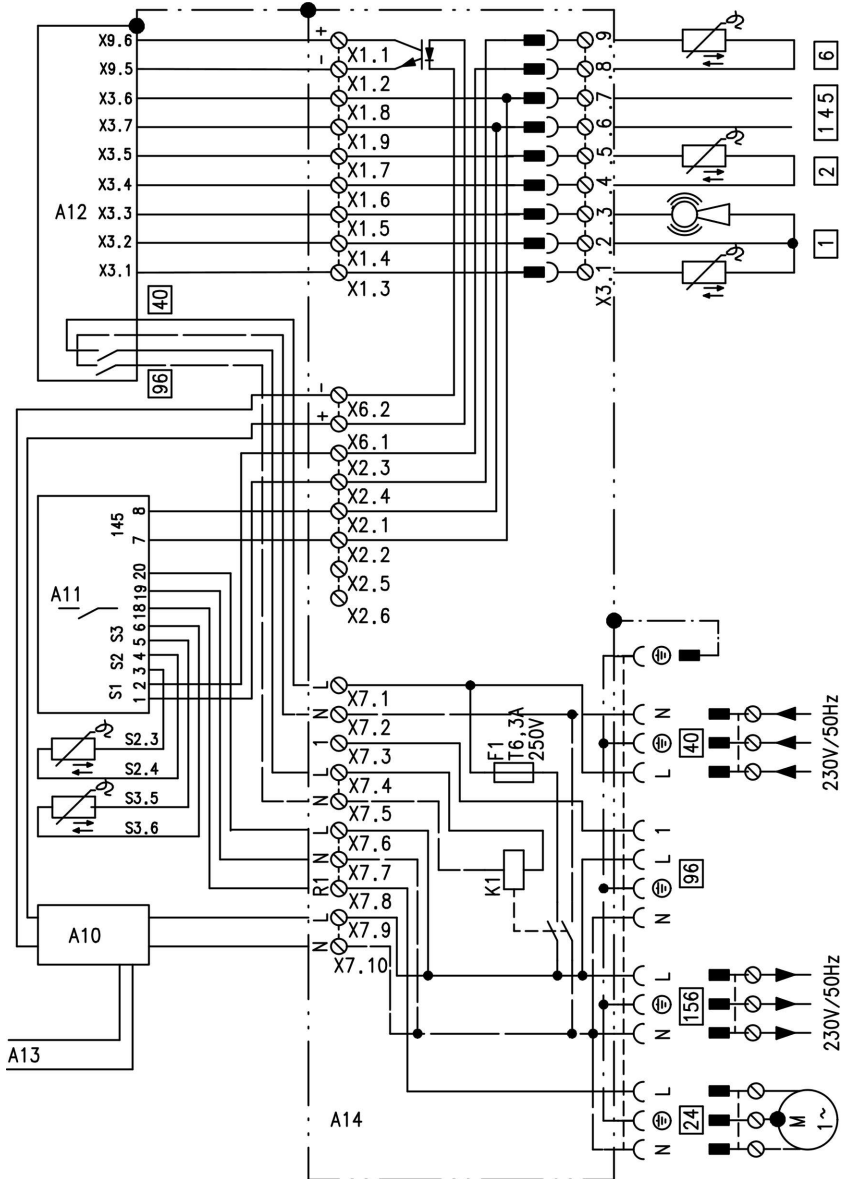 X9.6
X9.5
X3.6
X3.7
X3.5
X3.4
X3.3
X3.2
X3.1
A12
40
96
+
-
X1.1
X1.2
X1.8
X1.9
X1.7
X1.6
X1.5
X1.4
X1.3
.9
.8
.7
.6
.5
.4
.3
.2
X3.1
6
145
2
1
-
+
X6.2
X6.1
X2.3
X2.4
X2.1
X2.2
X2.5
X2.6
A11
145
8
7
20
19
18
6
5
4
3
2
1
S3
S2
S1
S2.3
S2.4
S3.5
S3.6
A10
A13
A14
L
N
1
L
N
L
N
R1
L
N
X7.1
X7.2
X7.3
X7.4
X7.5
X7.6
X7.7
X7.8
X7.9
X7.10
F1
T6,3A
250V
K1
N
40
L
230V/50Hz
1
L
96
N
L
156
N
230V/50Hz
L
24
N
M
1~